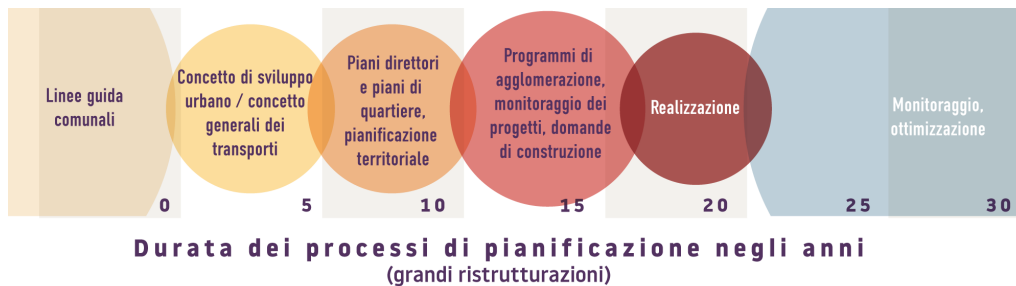 Linee guida
comunali
Concetto di sviluppo
urbano / concetto
generali dei
transporti
Piani direttori
e piani di
quartiere,
pianificazione
territoriale
Programmi di
agglomerazione,
monitoraggio dei
progetti, domande
di construzione
Realizzazione
Monitoraggio,
ottimizzazione
0 5 10 15 20 25 30
Durata dei processi di pianificazione negli anni
(grandi ristrutturazioni)